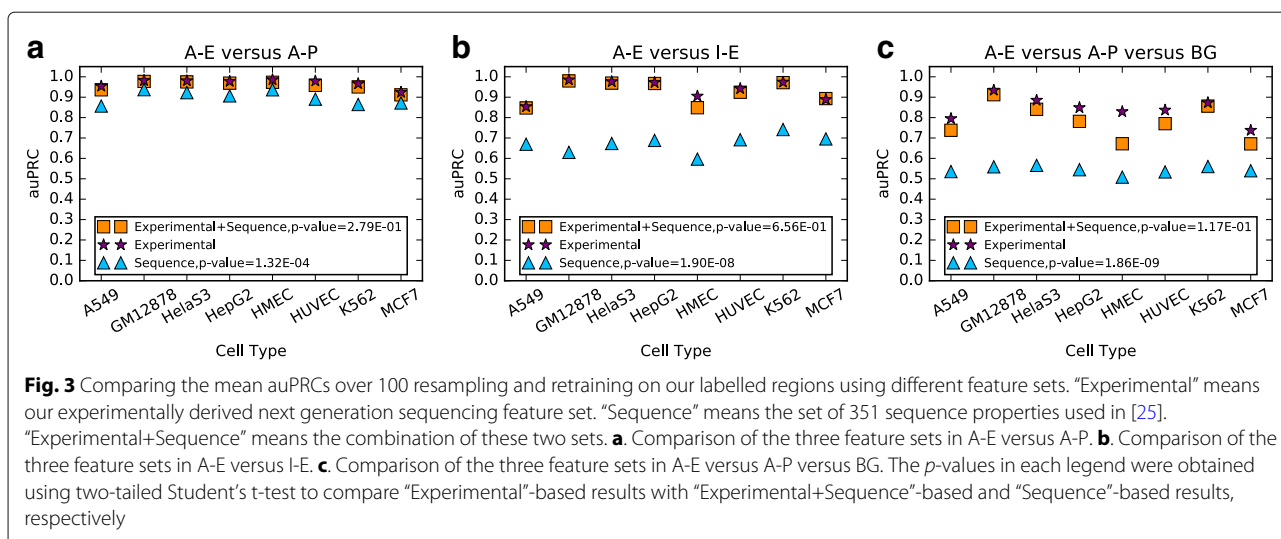 a
A-E versus A-P
auPRC
1.0
0.9
0.8
0.7
0.6
0.5
0.4
0.3
0.2
0.1
0.0
Experimental+Sequence,p-value=2.79E-01
Experimental
Sequence,p-value=1.32E-04
A549
GM12878
HelaS3
HepG2
HMEC
HUVEC
K562
MCF7
Cell Type
b
A-E versus I-E
auPRC
1.0
0.9
0.8
0.7
0.6
0.5
0.4
0.3
0.2
0.1
0.0
Experimental+Sequence,p-value=6.56E-01
Experimental
Sequence,p-value=1.90E-08
A549
GM12878
HelaS3
HepG2
HMEC
HUVEC
K562
MCF7
Cell Type
c
A-E versus A-P versus BG
auPRC
1.0
0.9
0.8
0.7
0.6
0.5
0.4
0.3
0.2
0.1
0.0
Experimental+Sequence,p-value=1.17E-01
Experimental
Sequence,p-value=1.86E-09
A549
GM12878
HelaS3
HepG2
HMEC
HUVEC
K562
MCF7
Cell Type
Fig. 3 Comparing the mean auPRCs over 100 resampling and retraining on our labelled regions using different feature sets. “Experimental” means
our experimentally derived next generation sequencing feature set. “Sequence” means the set of 351 sequence properties used in [25].
“Experimental+Sequence” means the combination of these two sets. a. Comparison of the three feature sets in A-E versus A-P. b. Comparison of the
three feature sets in A-E versus I-E. c. Comparison of the three feature sets in A-E versus A-P versus BG. The p-values in each legend were obtained
using two-tailed Student’s t-test to compare “Experimental”-based results with “Experimental+Sequence”-based and “Sequence”-based results,
respectively